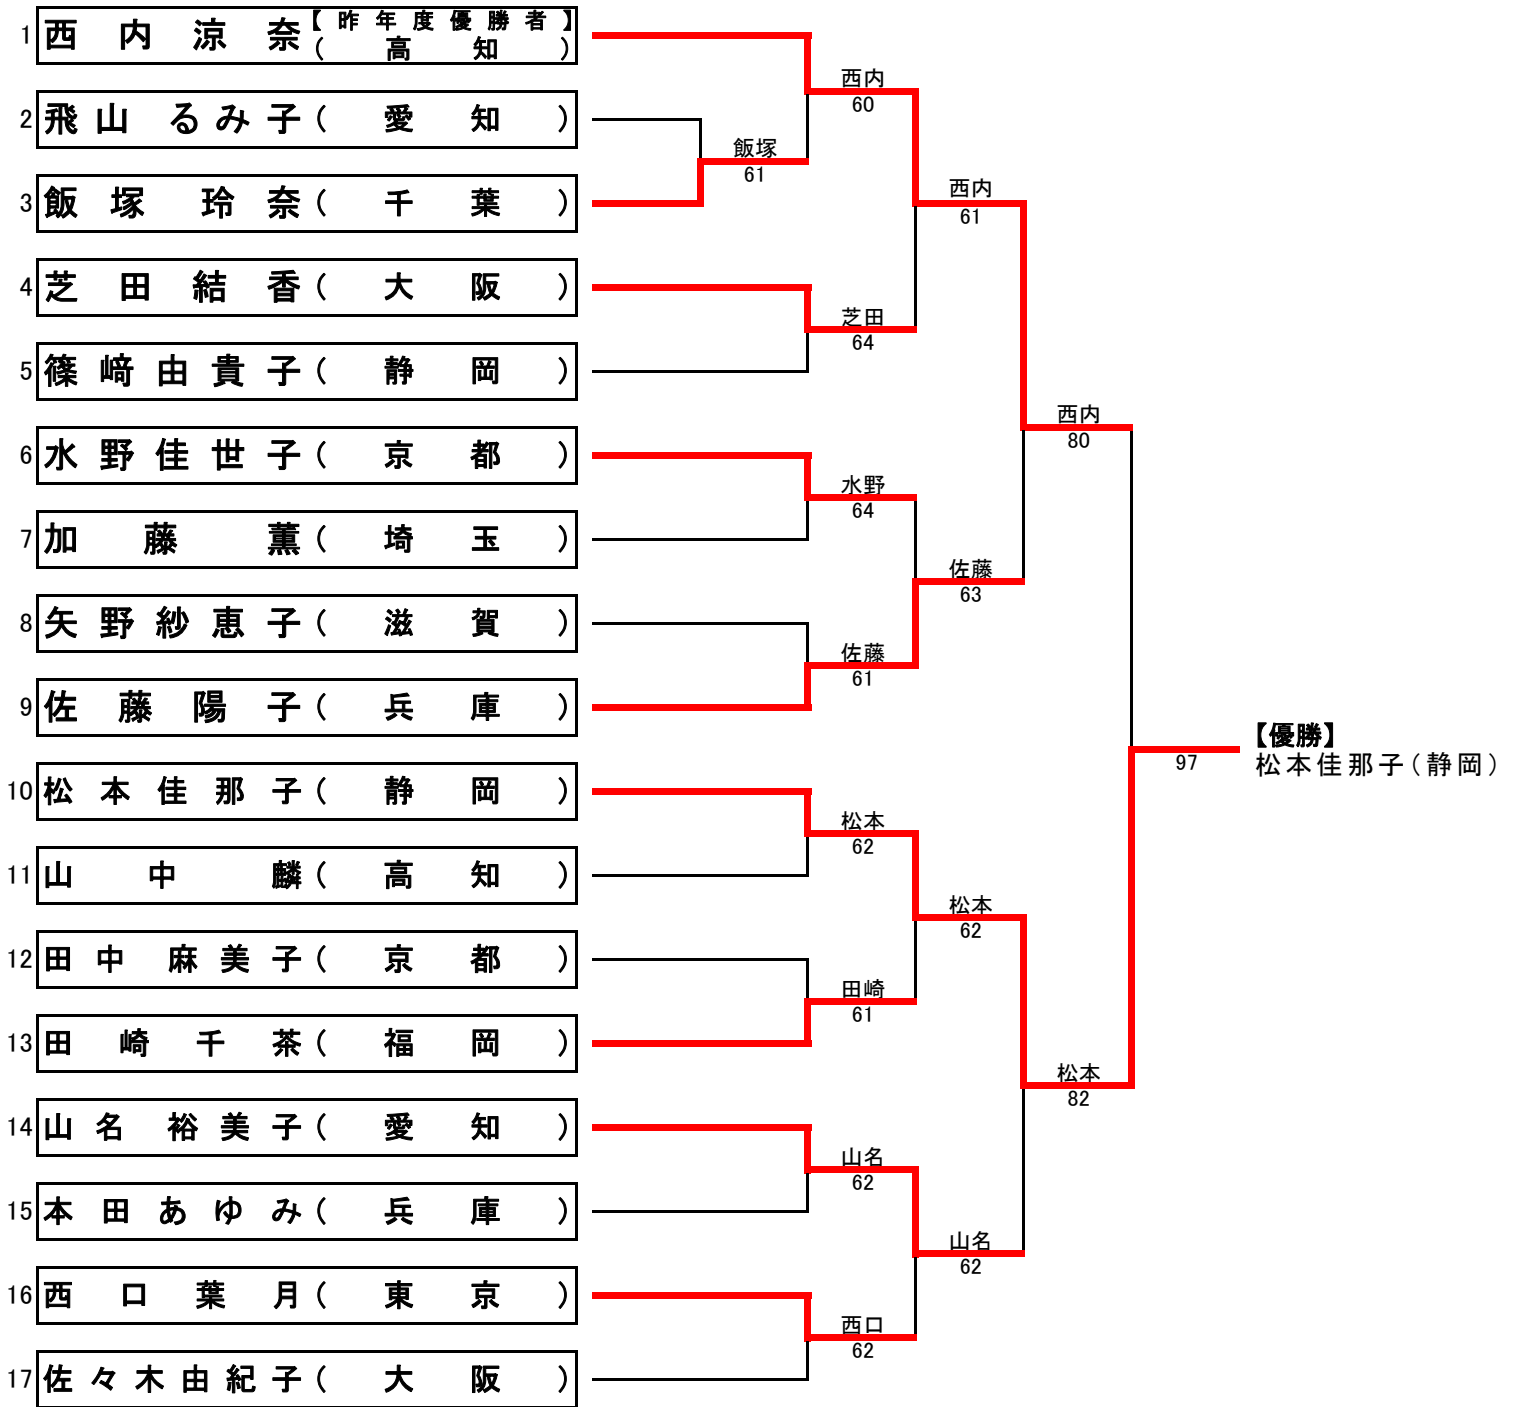 1 西内涼奈【昨年度優勝者】(高知)
2 飛山 るみ子(愛知)
3 飯塚 玲奈(千葉)
4 芝田結香(大阪)
5 篠﨑由貴子(静岡)
6 水野佳世子(京都)
7 加藤薫(埼玉)
8 矢野紗恵子(滋賀)
9 佐藤陽子(兵庫)
10 松本佳那子(静岡)
11 山中麟(高知)
12 田中 麻美子(京都)
13 田崎千茶(福岡)
14 山名 裕美子(愛知)
15 本田あゆみ(兵庫)
16 西口葉月(東京)
17 佐々木由紀子(大阪)
飯塚
61
西内
60
芝田
64
水野
64
佐藤
61
松本
62
田崎
61
山名
62
西口
62
西内
61
佐藤
63
松本
62
山名
62
西内
80
松本
82
97
【優勝】
松本佳那子(静岡)